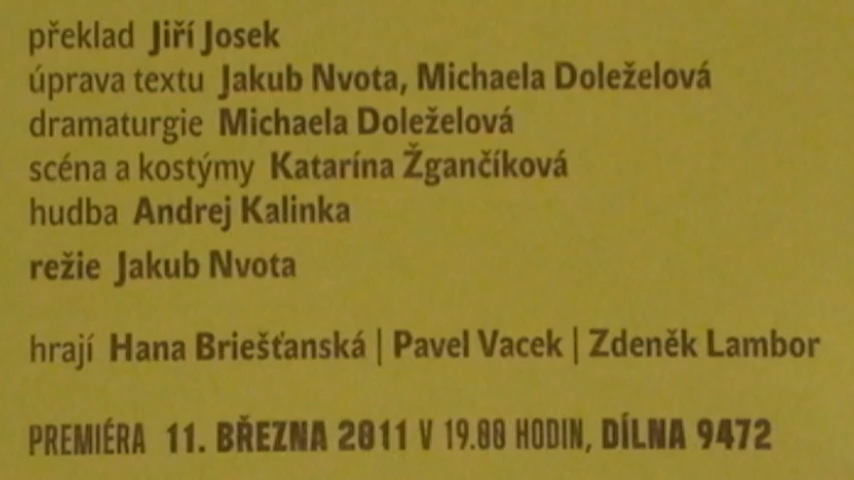 překlad Jiří Josek
úprava textu Jakub Nvota, Michaela Doleželová
dramaturgie Michaela Doleželová
scéna a kostýmy Katarína Žgančíková
hudba Andrej Kalinka
režie Jakub Nvota
hrají Hana Briešťanská | Pavel Vacek | Zdeněk Lambor
PREMIÉRA 11. BŘEZNA 2011 V 19.00 HODIN, DÍLNA 9472